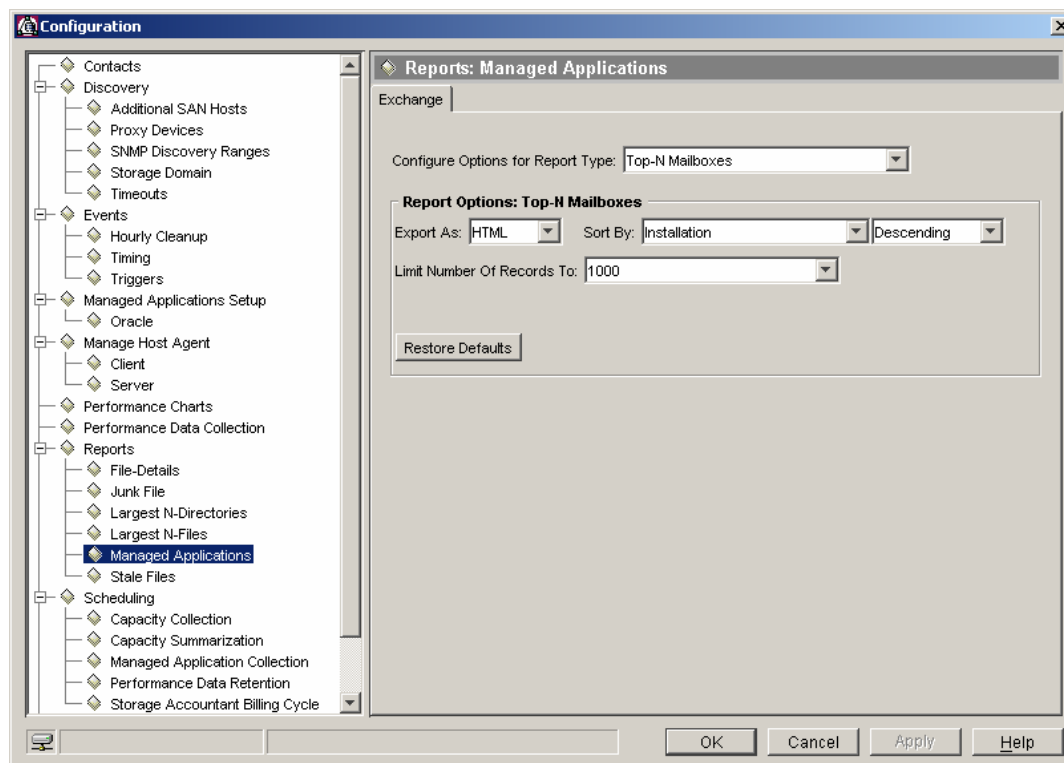 Configuration
Contacts
Discovery
Additional SAN Hosts
Proxy Devices
SNMP Discovery Ranges
Storage Domain
Timeouts
Events
Hourly Cleanup
Timing
Triggers
Managed Applications Setup
Oracle
Manage Host Agent
Client
Server
Performance Charts
Performance Data Collection
Reports
File-Details
Junk File
Largest N-Directories
Largest N-Files
Managed Applications
Stale Files
Scheduling
Capacity Collection
Capacity Summarization
Managed Application Collection
Performance Data Retention
Storage Accountant Billing Cycle
Reports: Managed Applications
Exchange
Configure Options for Report Type: Top-N Mailboxes
Report Options: Top-N Mailboxes
Export As: HTML Sort By: Installation Descending
Limit Number Of Records To: 1000
Restore Defaults
OK Cancel Apply Help